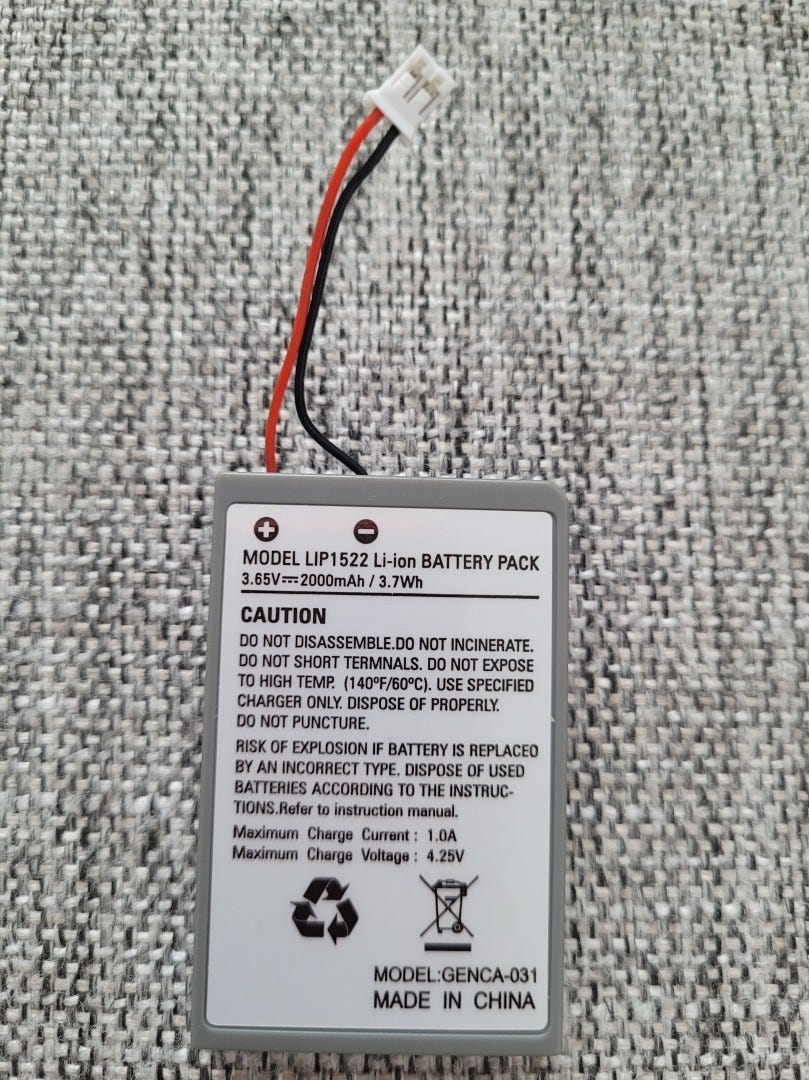 + -
MODEL LIP1522 Li-ion BATTERY PACK
3.65V⎓2000mAh / 3.7Wh
CAUTION
DO NOT DISASSEMBLE.DO NOT INCINERATE.
DO NOT SHORT TERMNALS. DO NOT EXPOSE
TO HIGH TEMP. (140ºF/60ºC). USE SPECIFIED
CHARGER ONLY. DISPOSE OF PROPERLY.
DO NOT PUNCTURE.
RISK OF EXPLOSION IF BATTERY IS REPLACEO
BY AN INCORRECT TYPE. DISPOSE OF USED
BATTERIES ACCORDING TO THE INSTRUC-
TIONS.Refer to instruction manual.
Maximum Charge Current : 1.0A
Maximum Charge Voltage : 4.25V
MODEL:GENCA-031
MADE IN CHINA